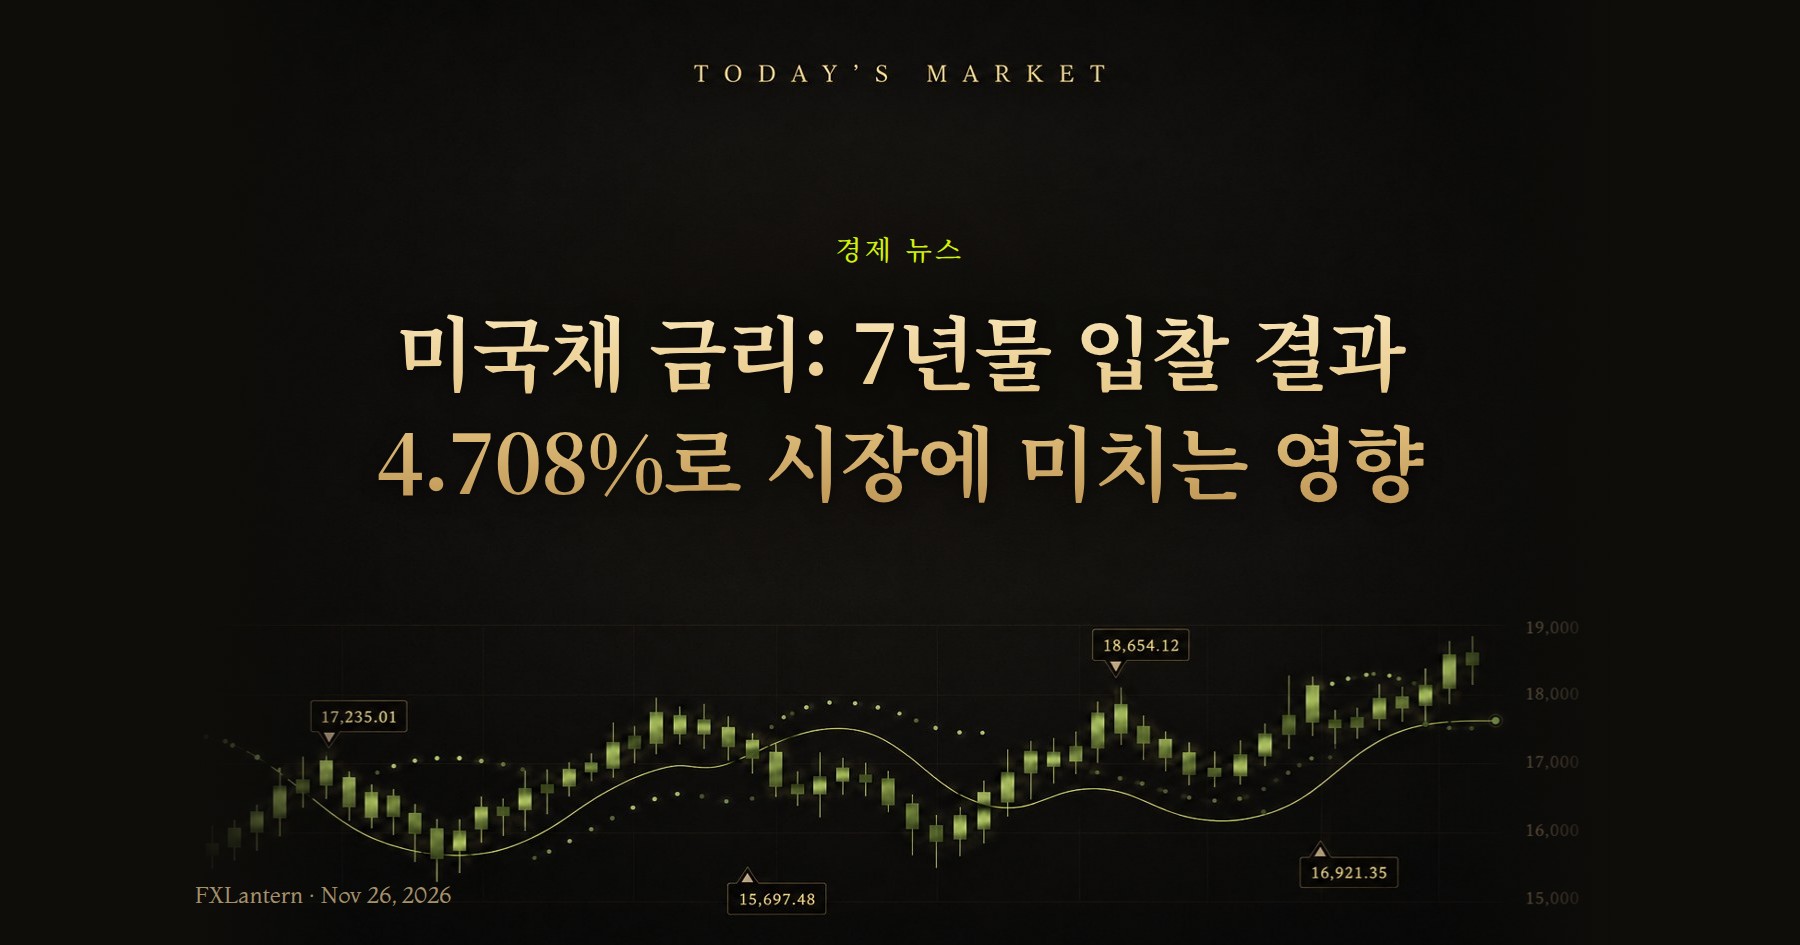 TODAY’S MARKET
경제 뉴스
미국채 금리: 7년물 입찰 결과
4.708%로 시장에 미치는 영향
19,000
18,654.12
18,000
17,235.01
17,000
16,000
16,921.35
15,697.48
15,000
FXLantern · Nov 26, 2026